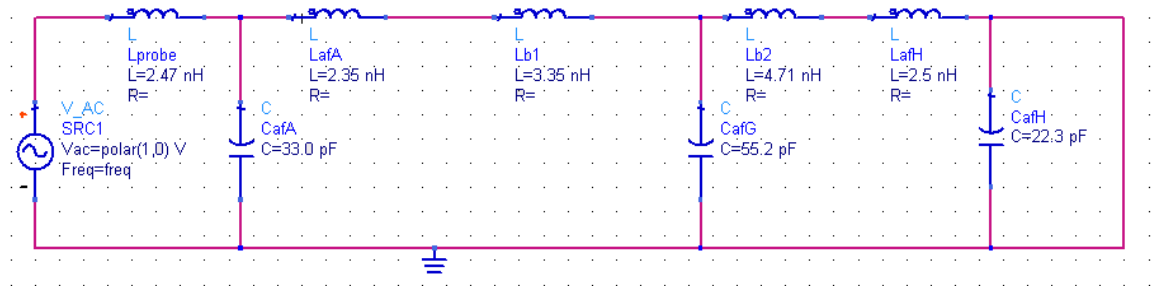 L
Lprobe
L=2.47 nH
R=
L
LafA
L=2.35 nH
R=
L
Lb1
L=3.35 nH
R=
L
Lb2
L=4.71 nH
R=
L
LafH
L=2.5 nH
R=
V_AC
SRC1
Vac=polar(1,0) V
Freq=freq
C
CafA
C=33.0 pF
C
CafG
C=55.2 pF
C
CafH
C=22.3 pF